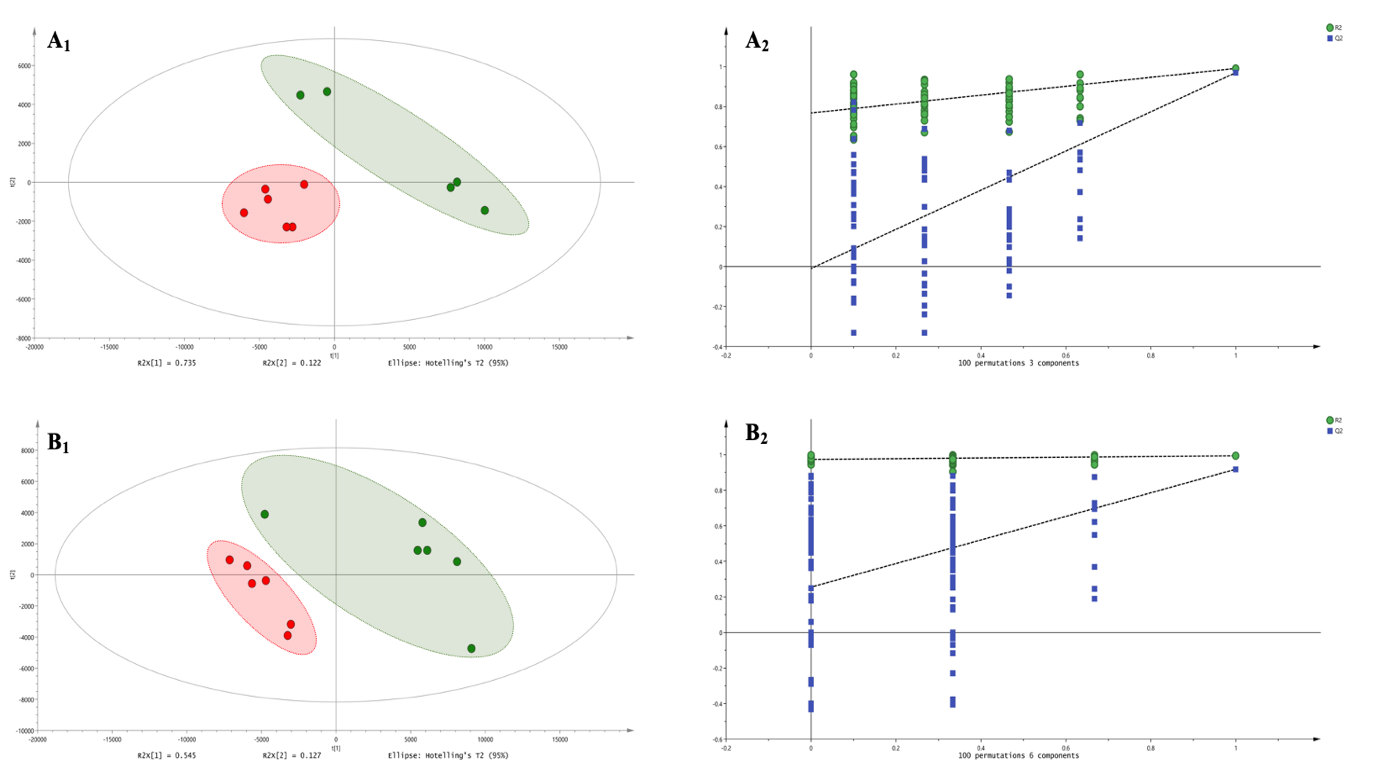 A1
t[2]
6000
4000
2000
0
-2000
-4000
-6000
-8000
-20000 -15000 -10000 -5000 0 5000 10000 15000
t[1]
R2X[1] = 0.735 R2X[2] = 0.122 Ellipse: Hotelling's T2 (95%)
A2
R2
Q2
1
0.8
0.6
0.4
0.2
0
-0.2
-0.4
-0.2 0 0.2 0.4 0.6 0.8 1
100 permutations 3 components
B1
t[2]
8000
6000
4000
2000
0
-2000
-4000
-6000
-8000
-10000
-20000 -15000 -10000 -5000 0 5000 10000 15000
t[1]
R2X[1] = 0.545 R2X[2] = 0.127 Ellipse: Hotelling's T2 (95%)
B2
R2
Q2
1
0.8
0.6
0.4
0.2
0
-0.2
-0.4
-0.6
-0.2 0 0.2 0.4 0.6 0.8 1
100 permutations 6 components